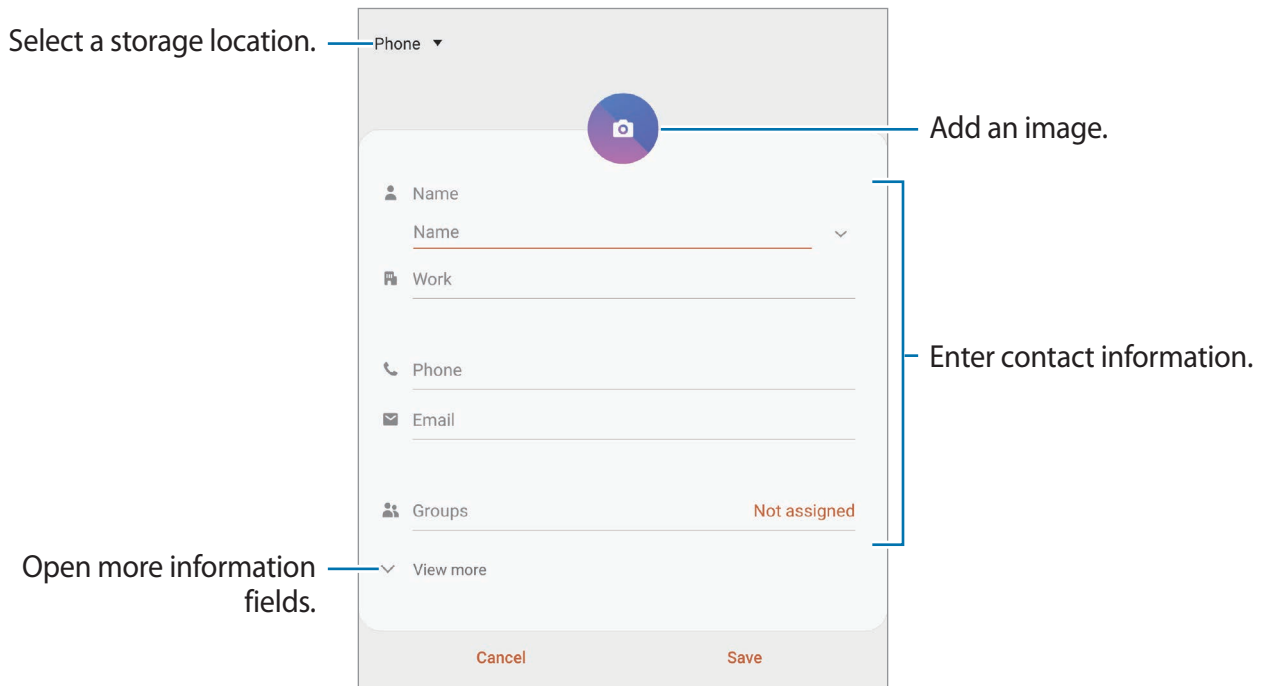 Select a storage location.
Phone
Add an image.
Name
Name
Work
Phone
Email
Enter contact information.
Groups
Not assigned
Open more information
fields.
View more
Cancel
Save